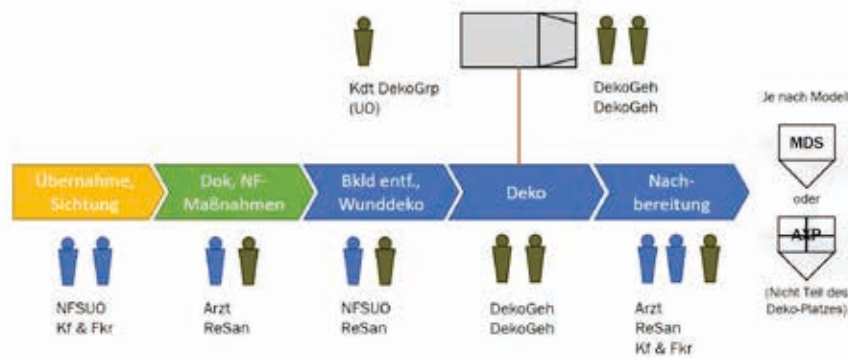 Kdt DekoGrp
(UO)
DekoGeh
DekoGeh
Je nach Modell
MDS
oder
AXP
(Nicht Teil des
Deko-Platzes)
Übernahme,
Sichtung
Dok, NF-
Maßnahmen
Bkld entf.,
Wunddeko
Deko
Nach-
bereitung
NFSUO
Kf & Fkr
Arzt
ReSan
NFSUO
ReSan
DekoGeh
DekoGeh
Arzt
ReSan
Kf & Fkr